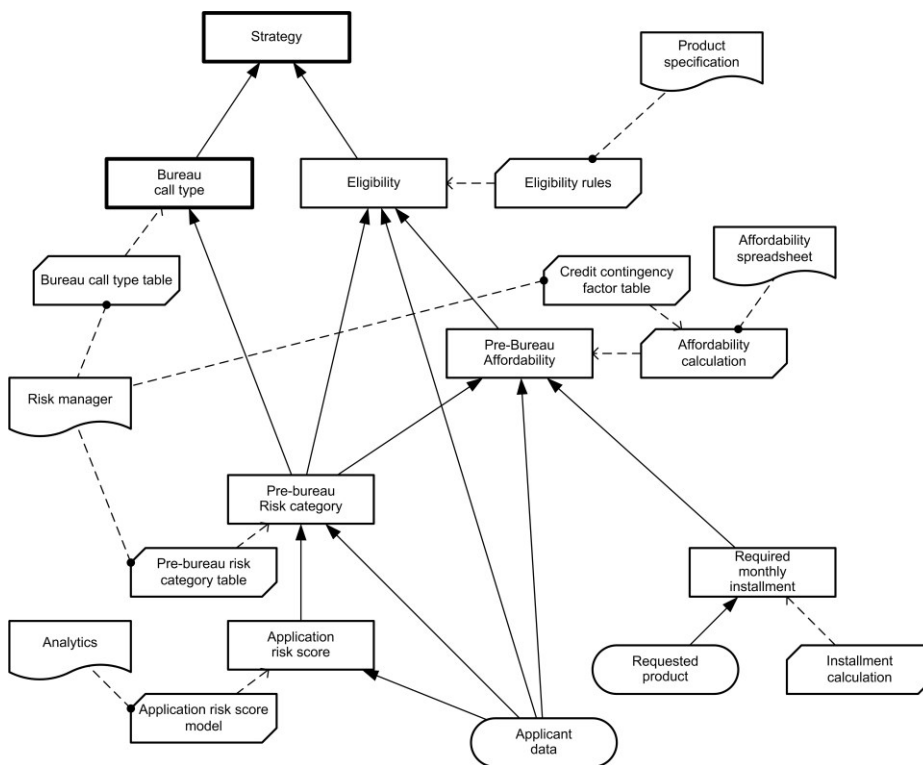 Strategy
Product
specification
Bureau
call type
Eligibility
Eligibility rules
Bureau call type table
Credit contingency
factor table
Affordability
spreadsheet
Pre-Bureau
Affordability
Affordability
calculation
Risk manager
Pre-bureau
Risk category
Pre-bureau risk
category table
Required
monthly
installment
Analytics
Application
risk score
Requested
product
Installment
calculation
Application risk score
model
Applicant
data